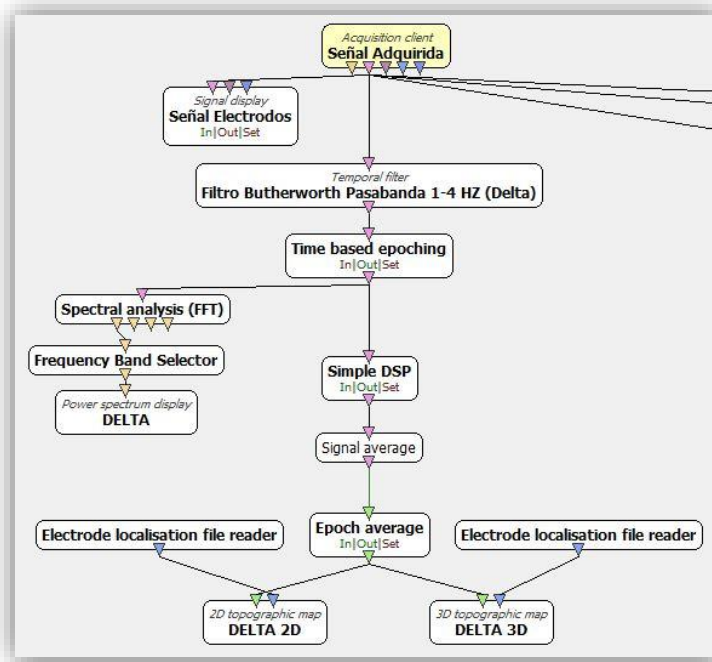 Acquisition client
Señal Adquirida
Signal display
Señal Electrodos
In|Out|Set
Temporal filter
Filtro Butherworth Pasabanda 1-4 HZ (Delta)
Time based epoching
In|Out|Set
Spectral analysis (FFT)
Frequency Band Selector
Power spectrum display
DELTA
Simple DSP
In|Out|Set
Signal average
Epoch average
In|Out|Set
Electrode localisation file reader
Electrode localisation file reader
2D topographic map
DELTA 2D
3D topographic map
DELTA 3D